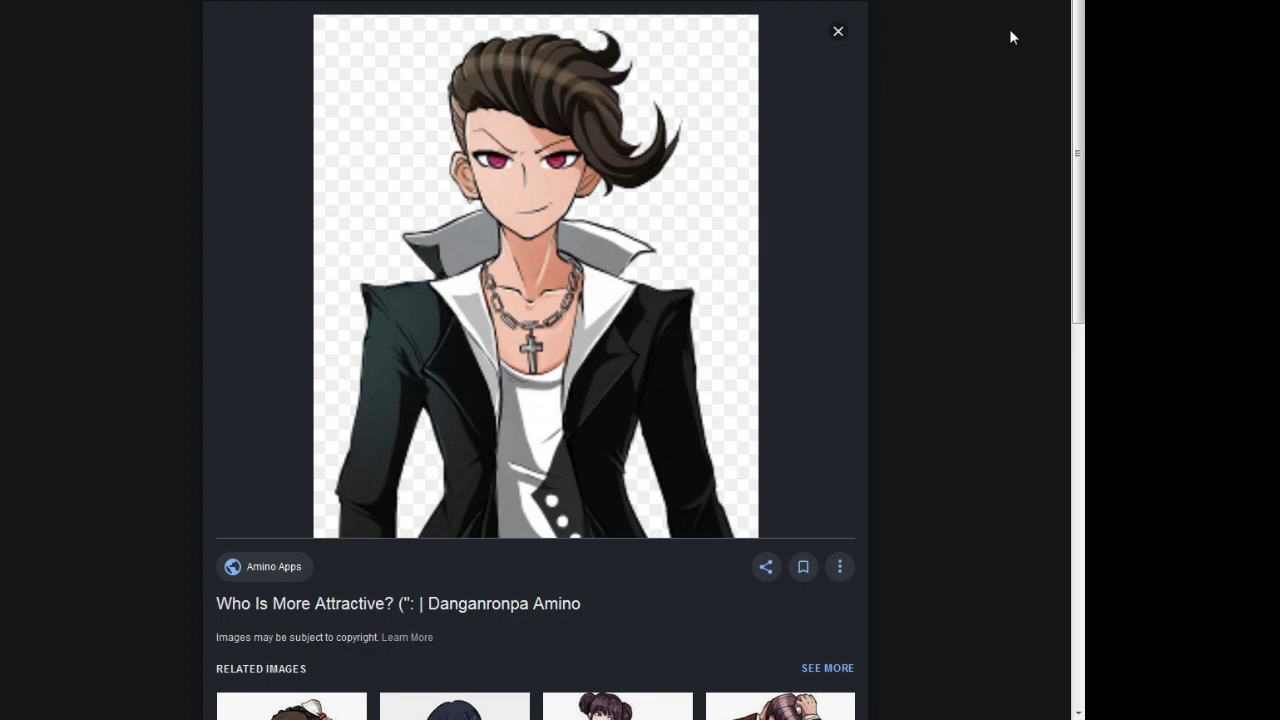 Amino Apps
Who Is More Attractive? (": | Danganronpa Amino
Images may be subject to copyright. Learn More
RELATED IMAGES
SEE MORE